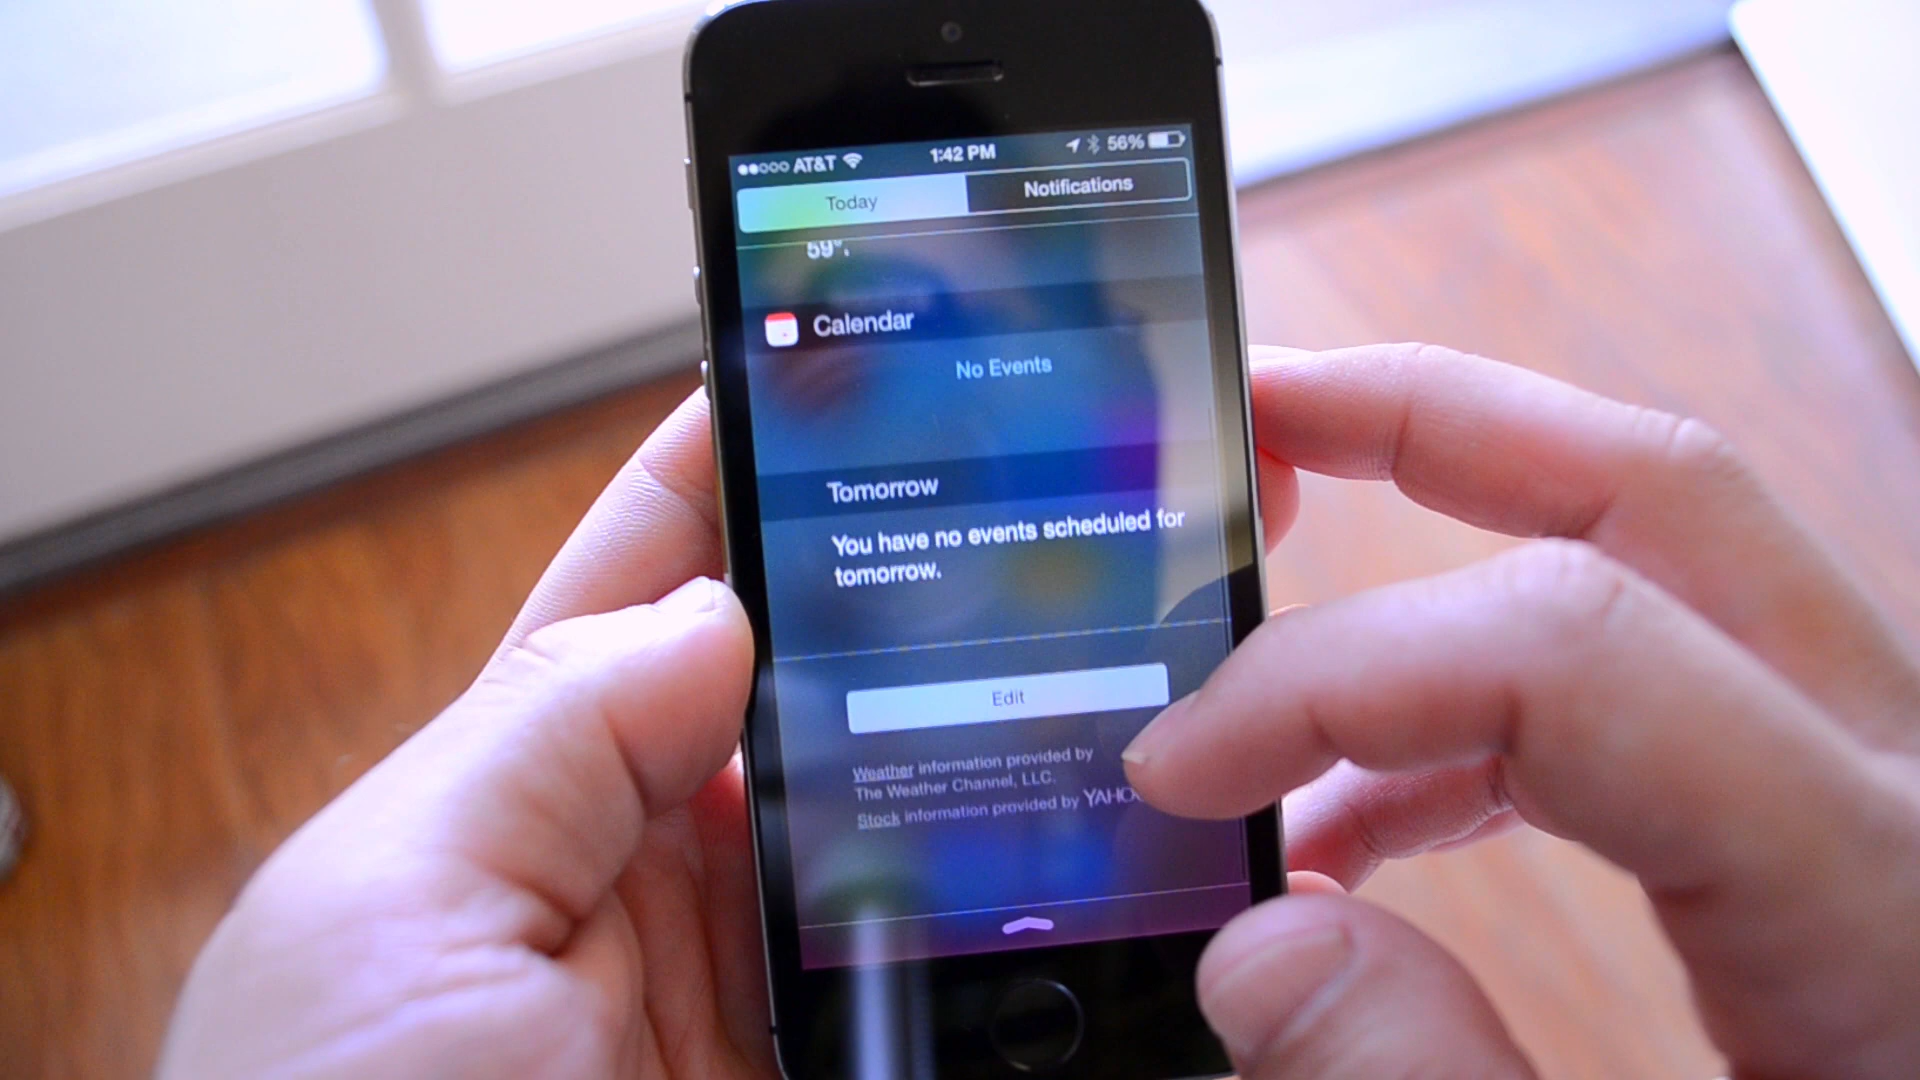 AT&T 1:42 PM 56%
Today Notifications
59°.
Calendar
No Events
Tomorrow
You have no events scheduled for
tomorrow.
Edit
Weather information provided by
The Weather Channel, LLC.
Stock information provided by